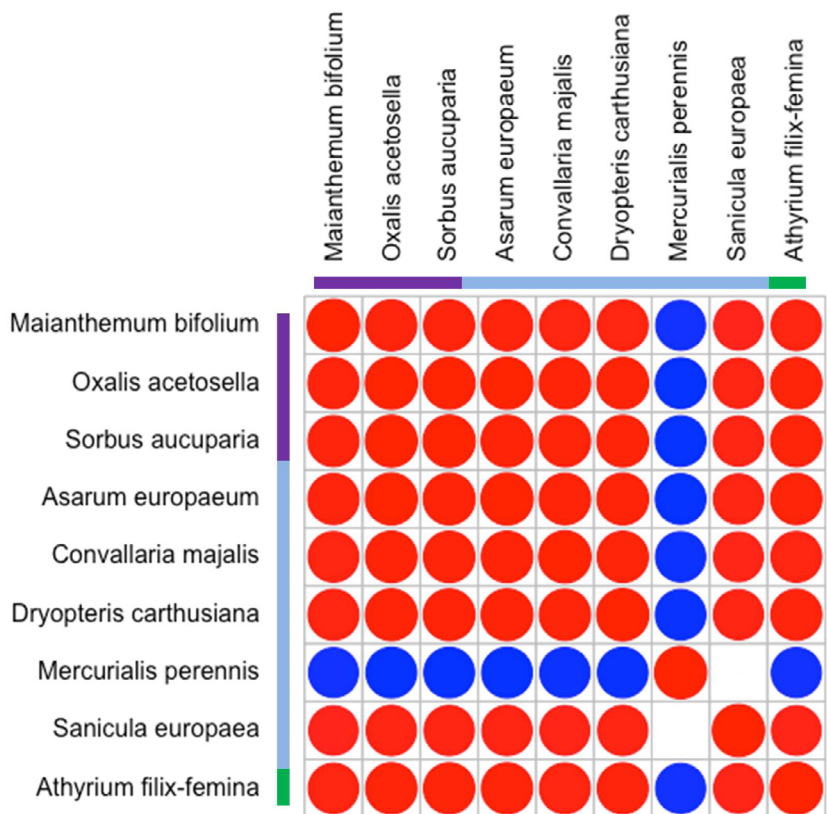 Maianthemum bifolium
Oxalis acetosella
Sorbus aucuparia
Asarum europaeum
Convallaria majalis
Dryopteris carthusiana
Mercurialis perennis
Sanicula europaea
Athyrium filix-femina
Maianthemum bifolium
Oxalis acetosella
Sorbus aucuparia
Asarum europaeum
Convallaria majalis
Dryopteris carthusiana
Mercurialis perennis
Sanicula europaea
Athyrium filix-femina